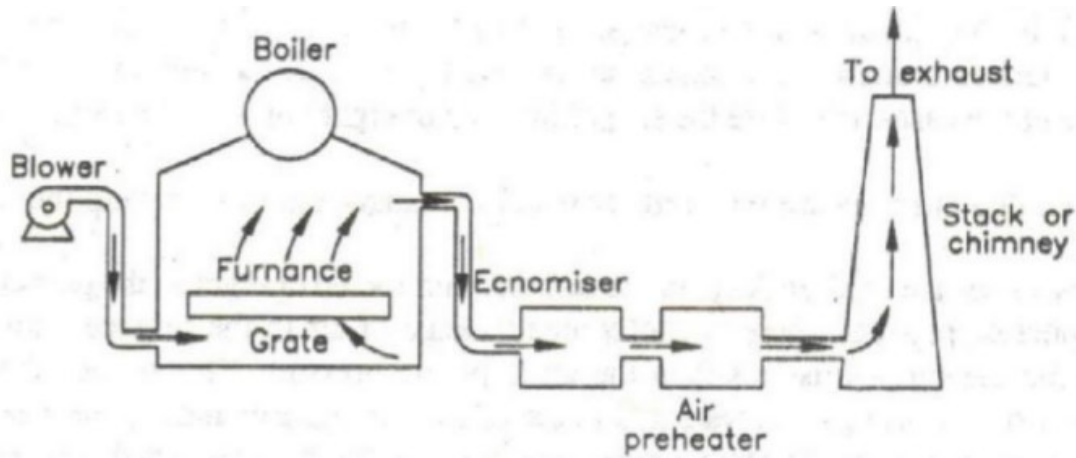 Boiler
To exhaust
Blower
Stack or
chimney
Furnance
Ecnomiser
Grate
Air
preheater